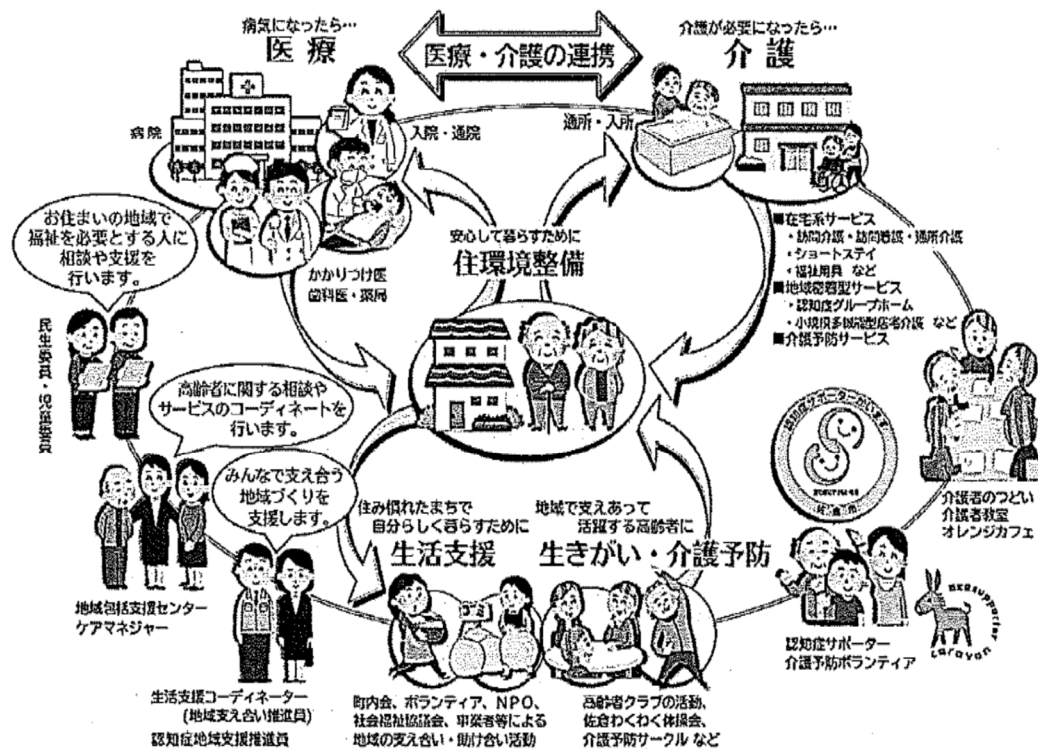 病気になったら…
医療
医療・介護の連携
介護が必要になったら…
介護
病院
入院・通院
通所・入所
お住まいの地域で
福祉を必要とする人に
相談や支援を
行います。
かかりつけ医
歯科医・薬局
安心して暮らすために
住環境整備
■在宅系サービス
・訪問介護・訪問看護・通所介護
・ショートステイ
・福祉用具 など
■地域密着型サービス
・認知症グループホーム
・小規模多機能型居宅介護 など
■介護予防サービス
民生委員・児童委員
高齢者に関する相談や
サービスのコーディネートを
行います。
みんなで支え合う
地域づくりを
支援します。
認知症サポーターがいます
佐倉市
介護者のつどい
介護者教室
オレンジカフェ
住み慣れたまちで
自分らしく暮らすために
生活支援
地域で支えあって
活躍する高齢者に
生きがい・介護予防
地域包括支援センター
ケアマネジャー
認知症サポーター
介護予防ボランティア
caravan
生活支援コーディネーター
(地域支え合い推進員)
認知症地域支援推進員
町内会、ボランティア、NPO、
社会福祉協議会、事業者等による
地域の支え合い・助け合い活動
高齢者クラブの活動、
佐倉わくわく体操会、
介護予防サークル など